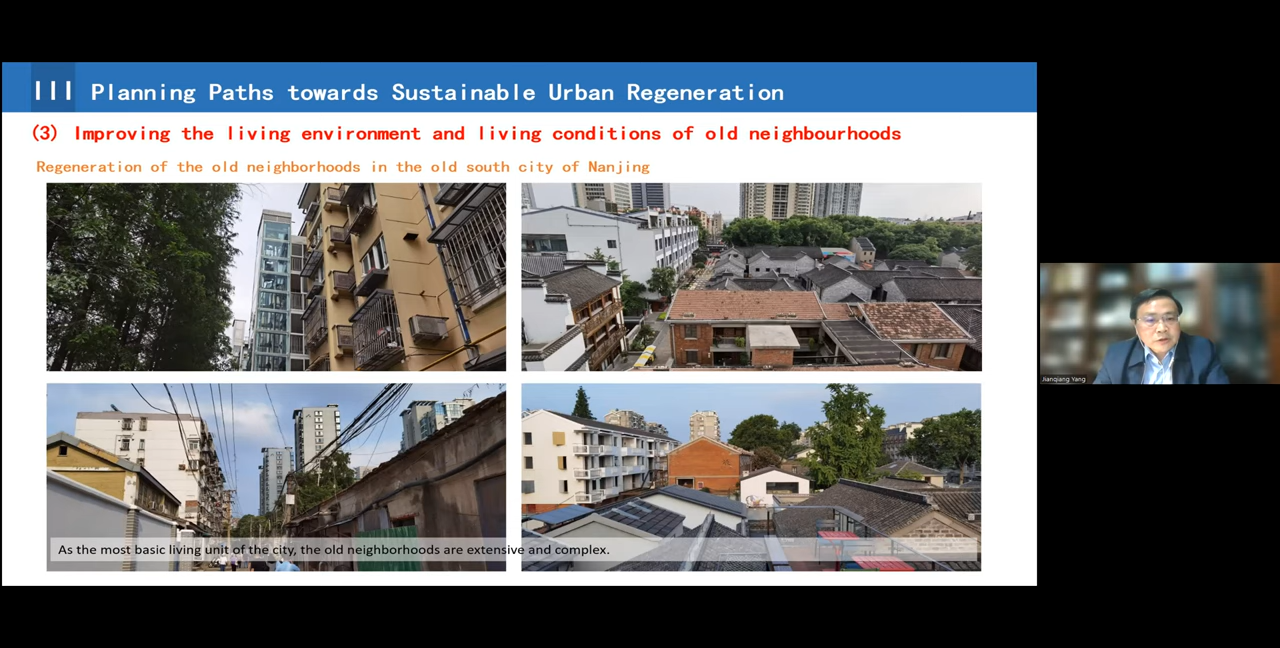 III Planning Paths towards Sustainable Urban Regeneration
(3) Improving the living environment and living conditions of old neighbourhoods
Regeneration of the old neighborhoods in the old south city of Nanjing
As the most basic living unit of the city, the old neighborhoods are extensive and complex.
Jianqiang Yang